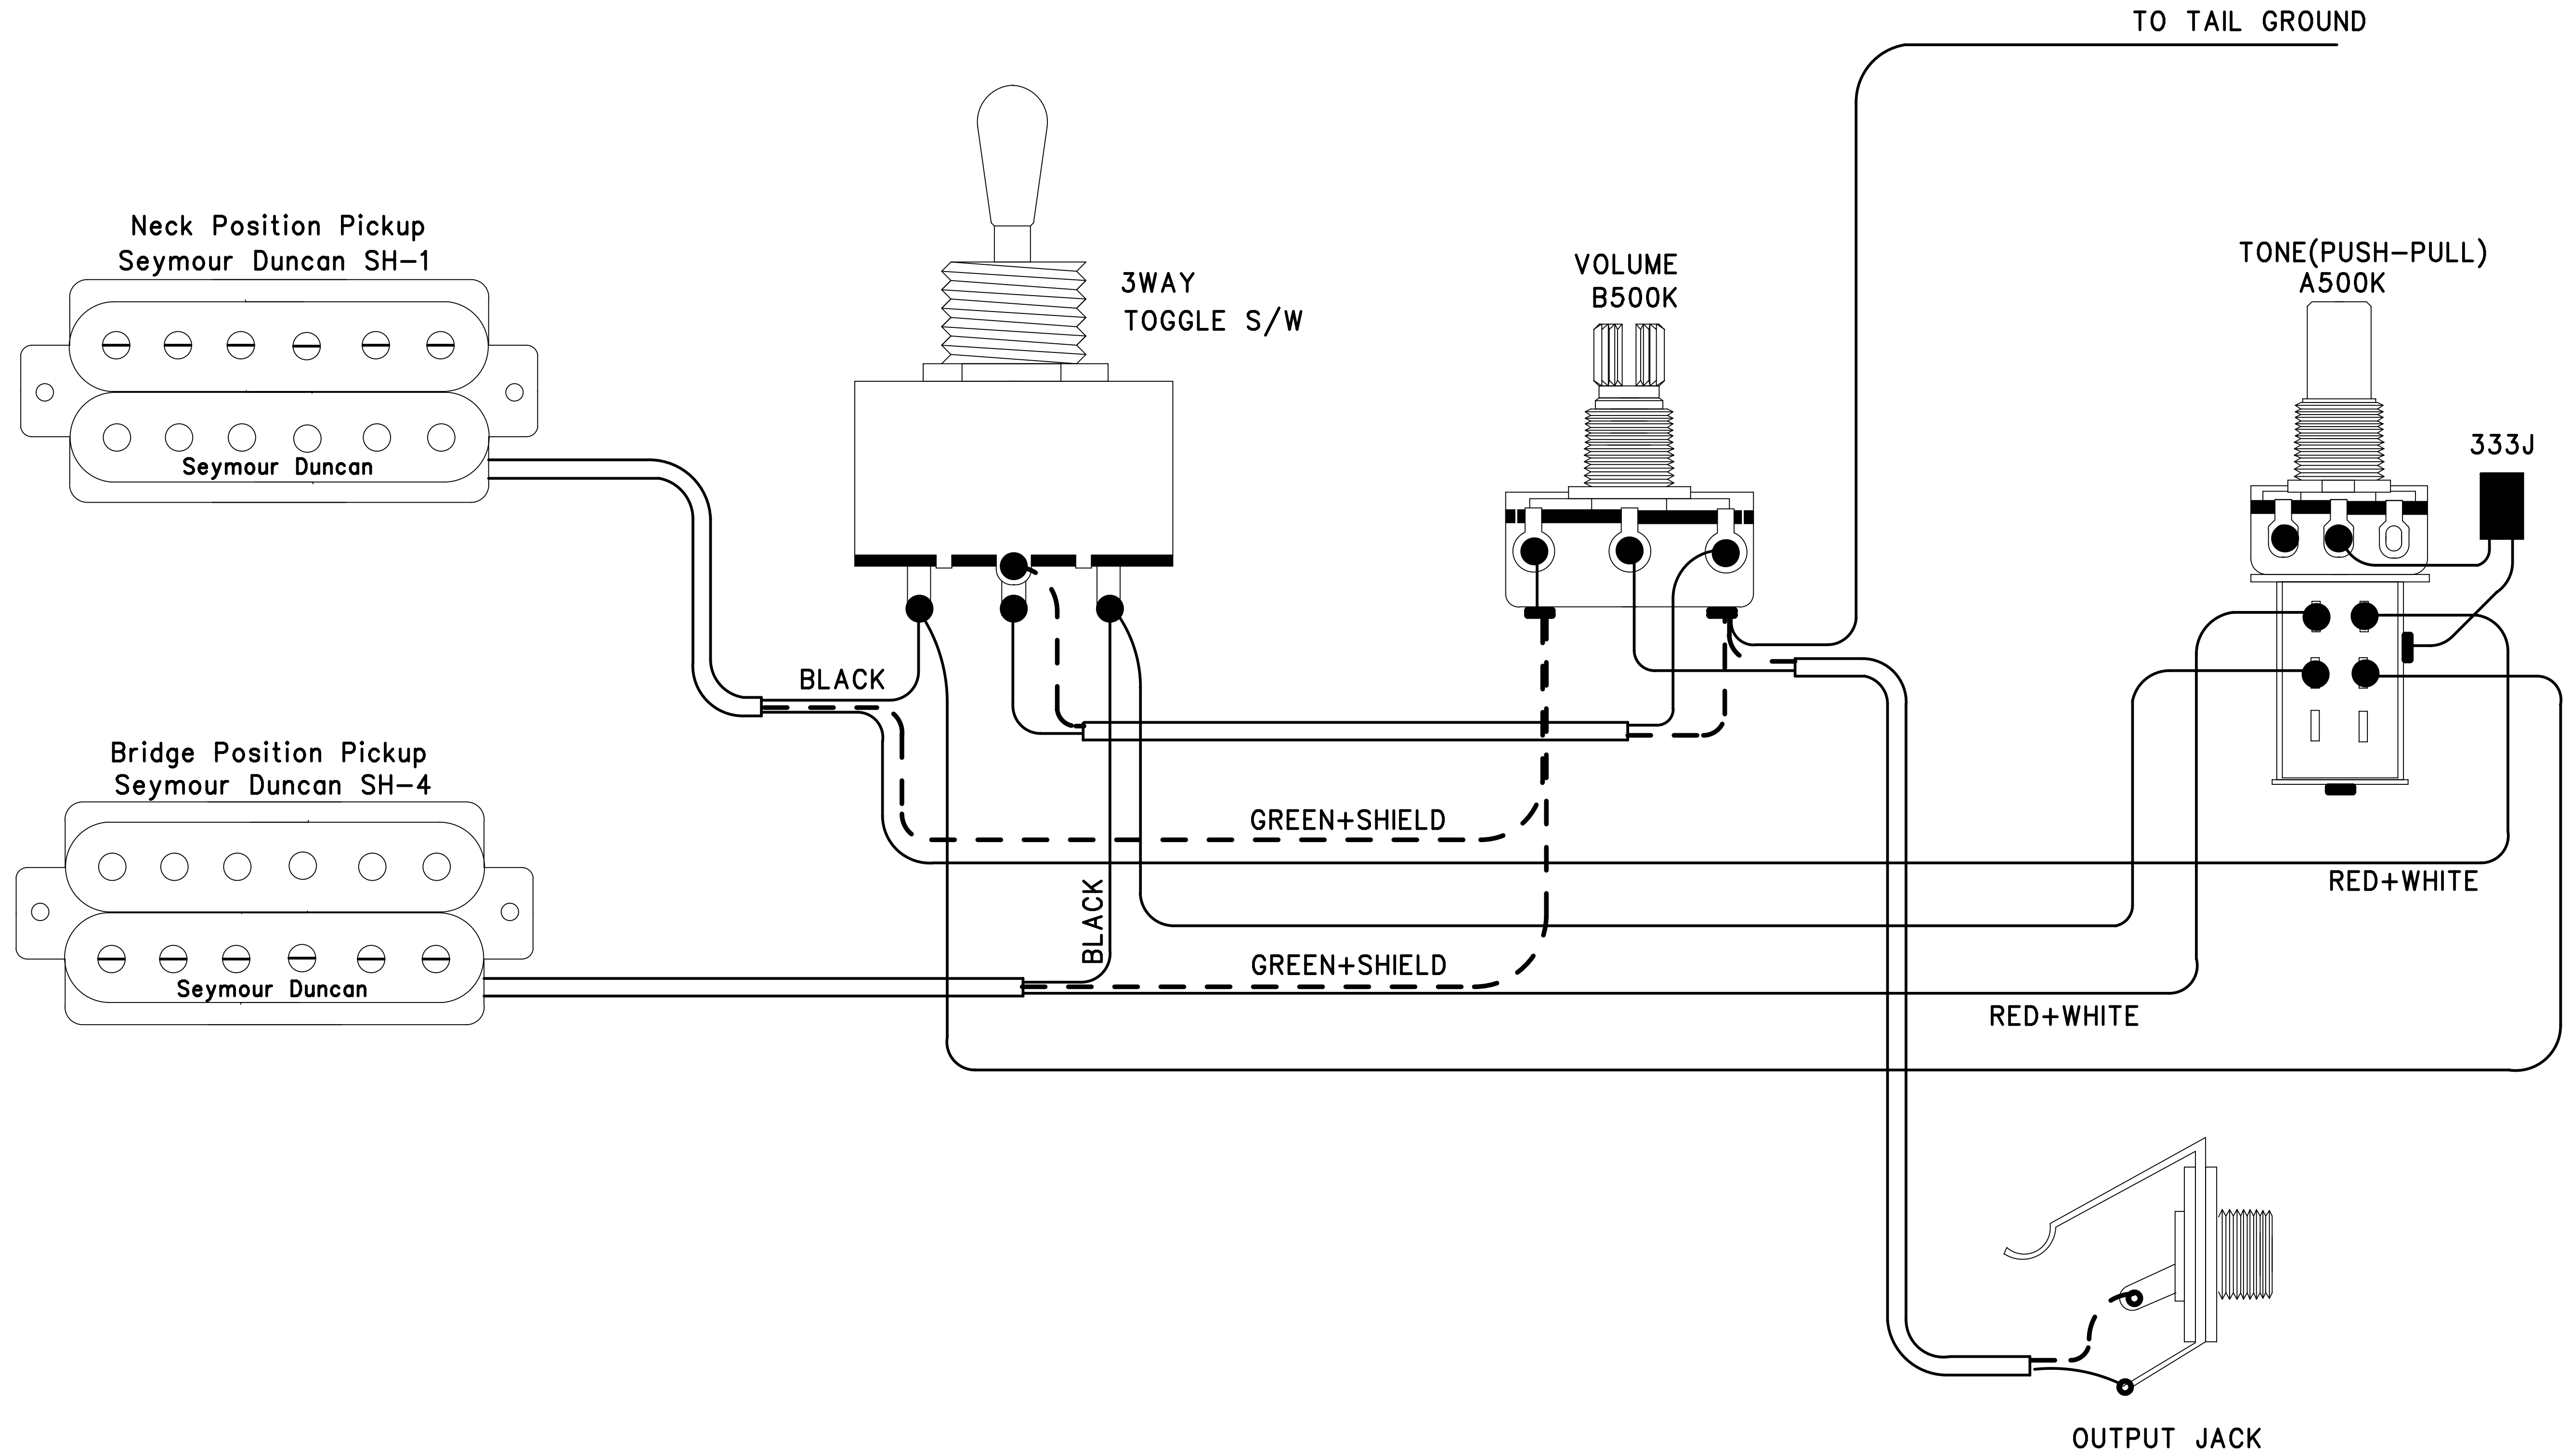 TO TAIL GROUND
Neck Position Pickup
Seymour Duncan SH-1
Seymour Duncan
3WAY
TOGGLE S/W
VOLUME
B500K
TONE(PUSH-PULL)
A500K
333J
BLACK
Bridge Position Pickup
Seymour Duncan SH-4
Seymour Duncan
GREEN+SHIELD
RED+WHITE
BLACK
GREEN+SHIELD
RED+WHITE
OUTPUT JACK